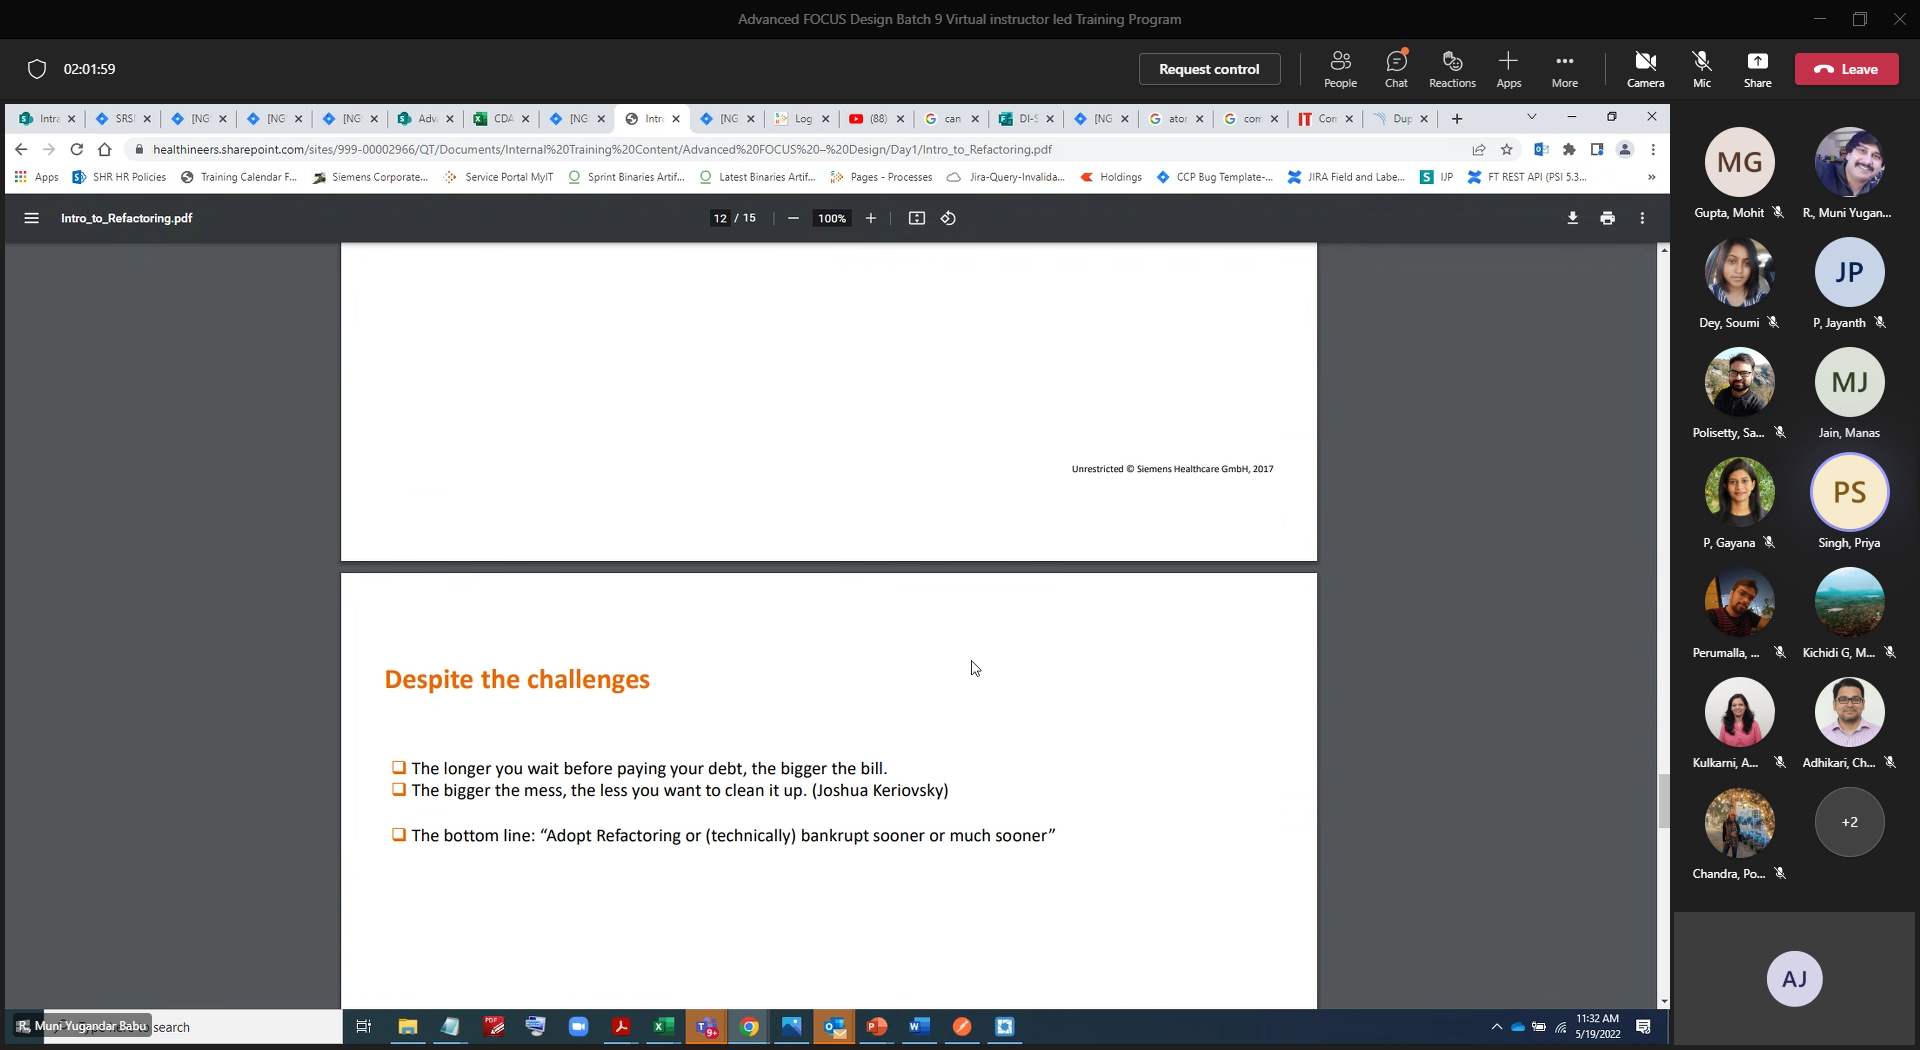 Advanced FOCUS Design Batch 9 Virtual instructor led Training Program
02:01:59
Request control
People
Chat
Reactions
Apps
More
Camera
Mic
Share
Leave
Intra
SRS
[NG
[NG
[NG
Adv
CDA
[NG
Intro
[NG
Log
(88)
can
DI-S
[NG
ator
com
Con
Dup
healthineers.sharepoint.com/sites/999-00002966/QT/Documents/Internal%20Training%20Content/Advanced%20FOCUS%20–%20Design/Day1/Intro_to_Refactoring.pdf
Apps
SHR HR Policies
Training Calendar F...
Siemens Corporate...
Service Portal MyIT
Sprint Binaries Artif...
Latest Binaries Artif...
Pages - Processes
Jira-Query-Invalida...
Holdings
CCP Bug Template-...
JIRA Field and Labe...
IJP
FT REST API (PSI 5.3...
»
Intro_to_Refactoring.pdf
12 / 15
100%
Unrestricted © Siemens Healthcare GmbH, 2017
Despite the challenges
The longer you wait before paying your debt, the bigger the bill.
The bigger the mess, the less you want to clean it up. (Joshua Keriovsky)
The bottom line: “Adopt Refactoring or (technically) bankrupt sooner or much sooner”
MG
Gupta, Mohit
R., Muni Yugan...
Dey, Soumi
JP
P, Jayanth
Polisetty, Sa...
MJ
Jain, Manas
P, Gayana
PS
Singh, Priya
Perumalla, ...
Kichidi G, M...
Kulkarni, A...
Adhikari, Ch...
Chandra, Po...
+2
AJ
R., Muni Yugandar Babu
search
9+
11:32 AM
5/19/2022